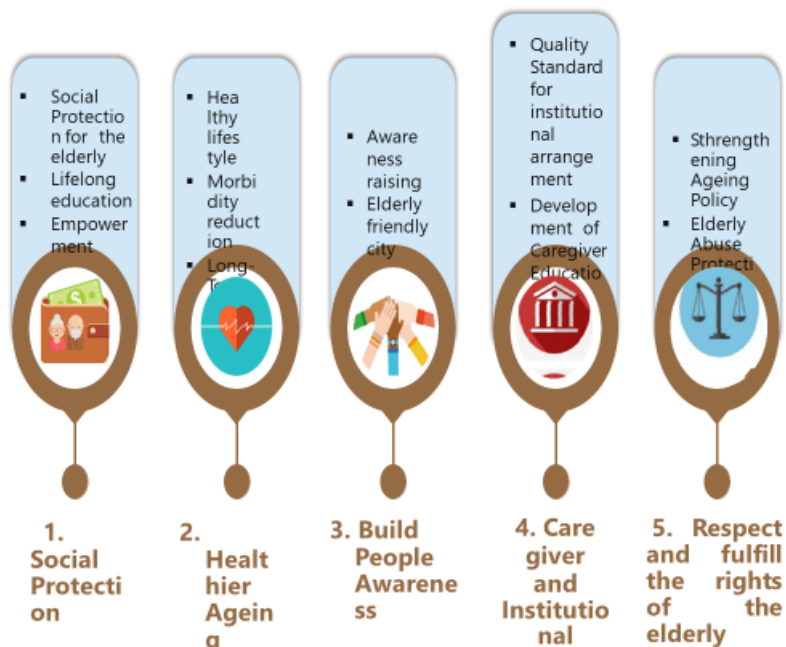 ▪ Social
Protectio
n for the
elderly
▪ Lifelong
education
▪ Empower
ment
▪ Hea
lthy
lifes
tyle
▪ Morbi
dity
reduct
ion
▪ Long-
▪ Aware
ness
raising
▪ Elderly
friendly
city
▪ Quality
Standard
for
institutio
nal
arrange
ment
▪ Develop
ment of
Caregiver
Educatio
▪ Sthrength
ening
Ageing
Policy
▪ Elderly
Abuse
Protecti
1.
Social
Protecti
on
2.
Healt
hier
Agein
g
3. Build
People
Awarene
ss
4. Care
giver
and
Institutio
nal
5. Respect
and fulfill
the rights
of the
elderly